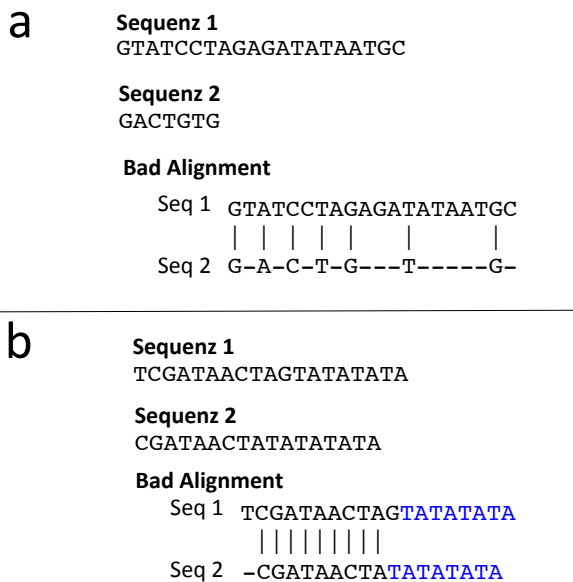 a
Sequenz 1
GTATCCTAGAGATATAATGC
Sequenz 2
GACTGTG
Bad Alignment
Seq 1 GTATCCTAGAGATATAATGC
| | | | | | |
Seq 2 G-A-C-T-G---T-----G-
b
Sequenz 1
TCGATAACTAGTATATATA
Sequenz 2
CGATAACTATATATATA
Bad Alignment
Seq 1 TCGATAACTAGTATATATA
|||||||||
Seq 2 -CGATAACTATATATATA